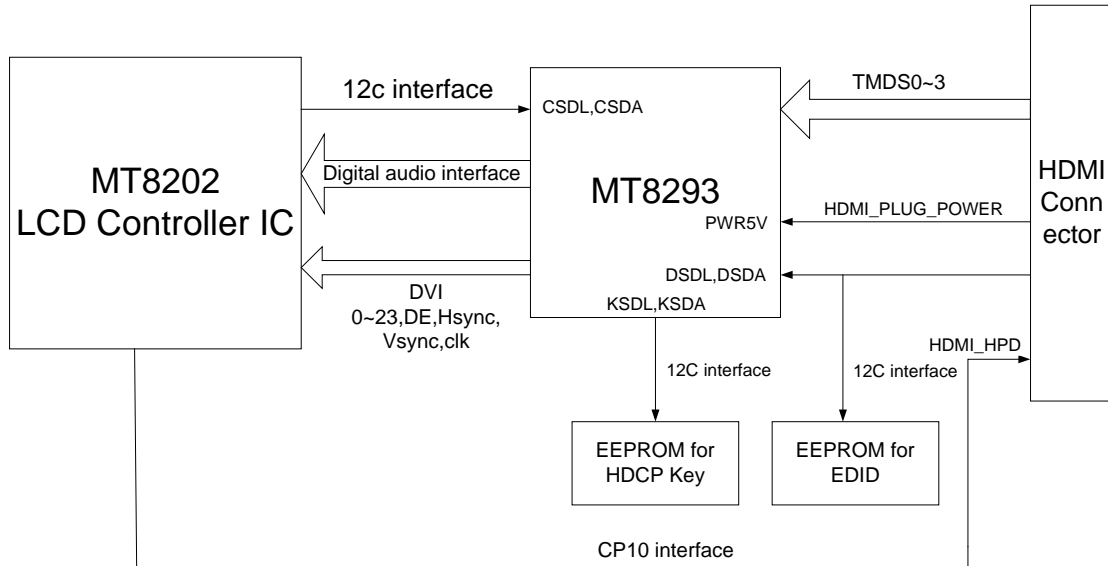 12c interface
CSDL,CSDA
TMDS0~3
MT8202
LCD Controller IC
Digital audio interface
MT8293
HDMI
Conn
ector
PWR5V
HDMI_PLUG_POWER
DSDL,DSDA
DVI
0~23,DE,Hsync,
Vsync,clk
KSDL,KSDA
HDMI_HPD
12C interface
12C interface
EEPROM for
HDCP Key
EEPROM for
EDID
CP10 interface